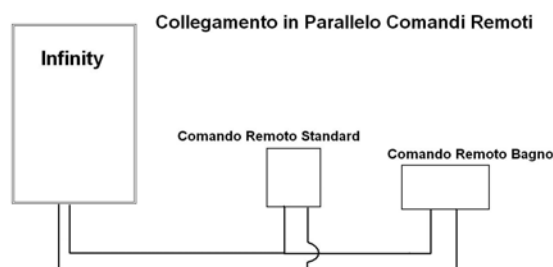 Collegamento in Parallelo Comandi Remoti
Infinity
Comando Remoto Standard
Comando Remoto Bagno